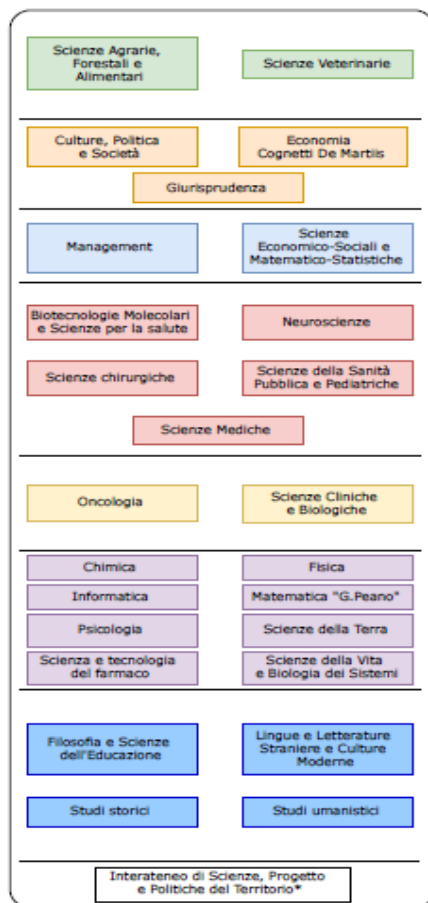 Scienze Agrarie,
Forestali e
Alimentari
Scienze Veterinarie
Culture, Politica
e Società
Economia
Cognetti De Martiis
Giurisprudenza
Management
Scienze
Economico-Sociali e
Matematico-Statistiche
Biotecnologie Molecolari
e Scienze per la salute
Neuroscienze
Scienze chirurgiche
Scienze della Sanità
Pubblica e Pediatriche
Scienze Mediche
Oncologia
Scienze Cliniche
e Biologiche
Chimica
Fisica
Informatica
Matematica "G.Peano"
Psicologia
Scienze della Terra
Scienza e tecnologia
del farmaco
Scienze della Vita
e Biologia dei Sistemi
Filosofia e Scienze
dell'Educazione
Lingue e Letterature
Straniere e Culture
Moderne
Studi storici
Studi umanistici
Interateneo di Scienze, Progetto
e Politiche del Territorio*